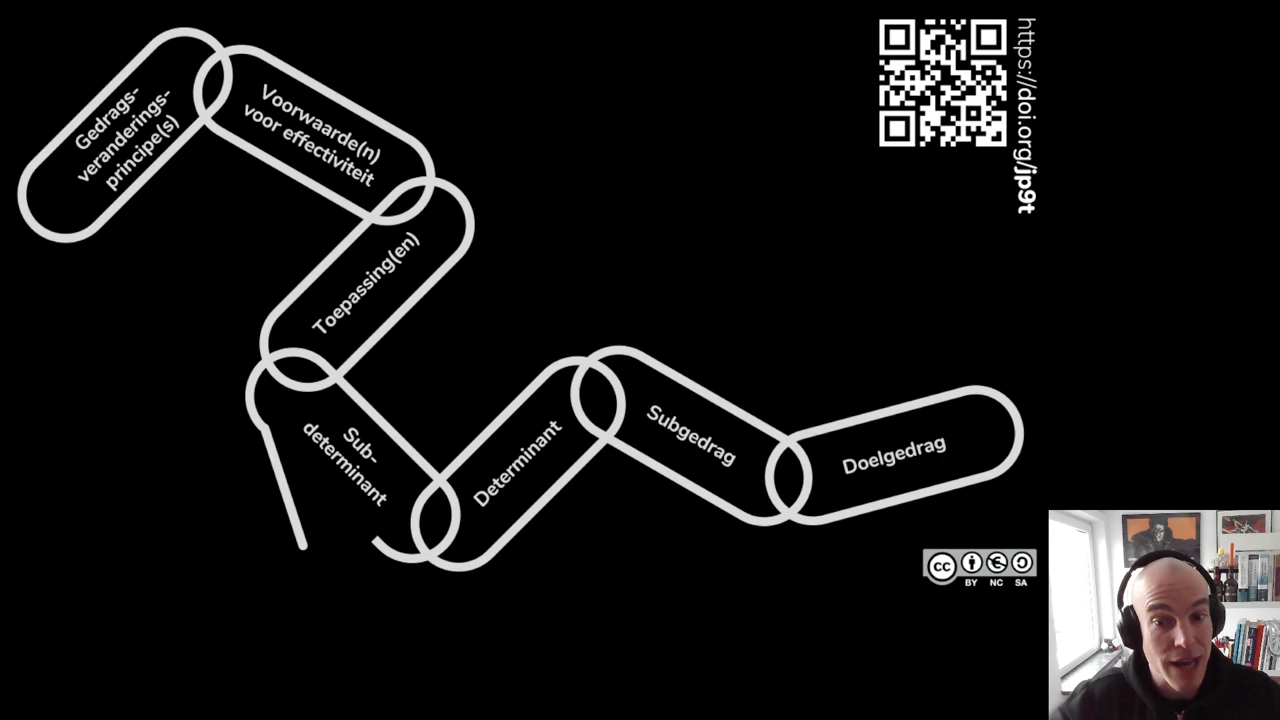 Gedrags-
veranderings-
principe(s)
Voorwaarde(n)
voor effectiviteit
Toepassing(en)
Sub-
determinant
Determinant
Subgedrag
Doelgedrag
https://doi.org/jp9t
cc
BY NC SA